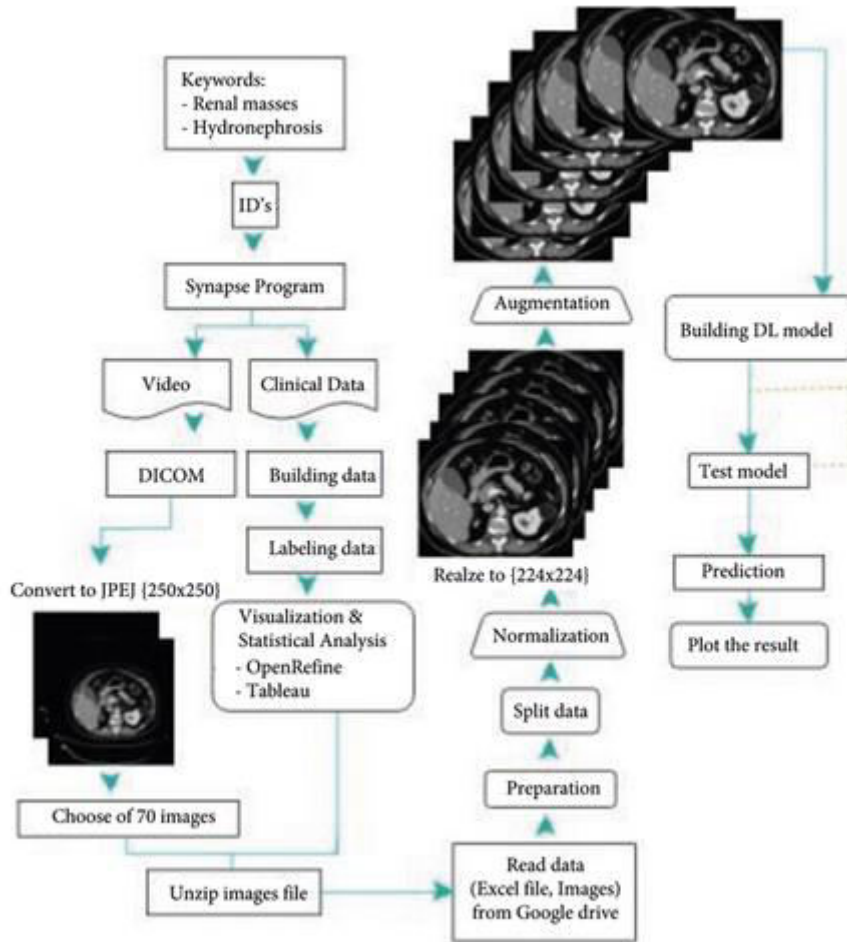 Keywords:
- Renal masses
- Hydronephrosis
ID's
Synapse Program
Video
Clinical Data
DICOM
Building data
Labeling data
Convert to JPEJ {250x250}
Visualization &
Statistical Analysis
- OpenRefine
- Tableau
Choose of 70 images
Unzip images file
Read data
(Excel file, Images)
from Google drive
Preparation
Split data
Normalization
Realze to {224x224}
Augmentation
Building DL model
Test model
Prediction
Plot the result